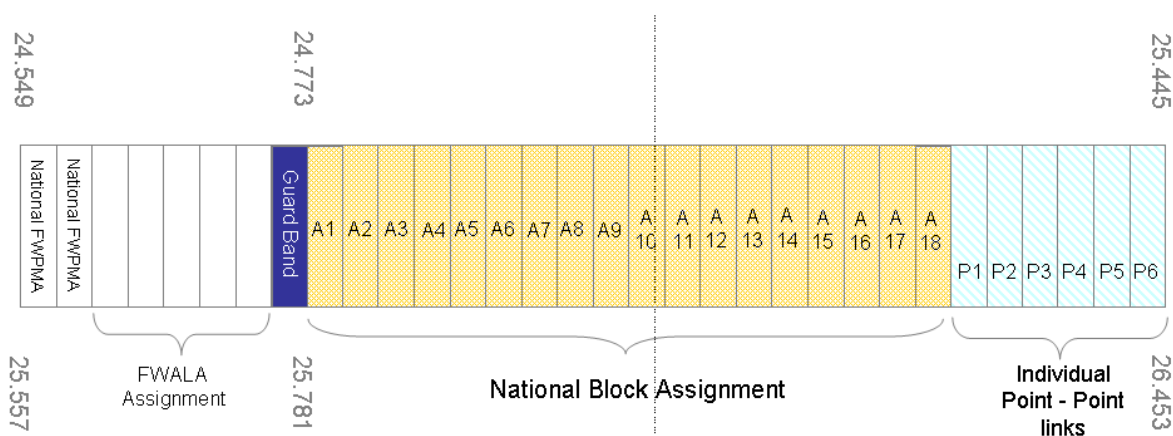 24.549
24.773
25.445
National FWPMA
National FWPMA
Guard Band
A1
A2
A3
A4
A5
A6
A7
A8
A9
A
10
A
11
A
12
A
13
A
14
A
15
A
16
A
17
A
18
P1
P2
P3
P4
P5
P6
25.557
FWALA
Assignment
25.781
National Block Assignment
Individual
Point - Point
links
26.453